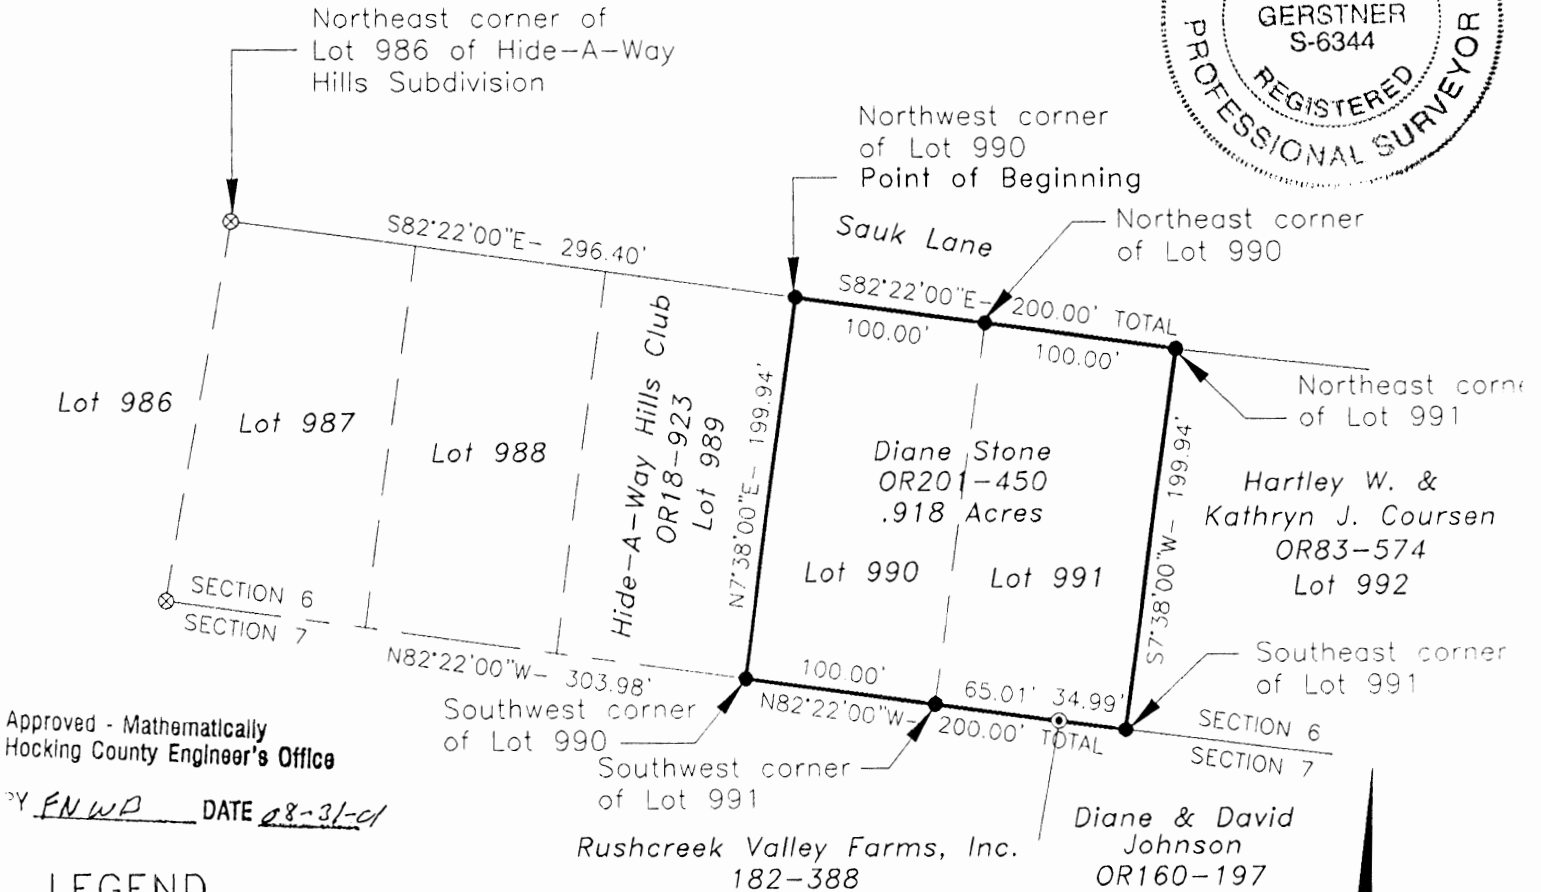 Northeast corner of
Lot 986 of Hide-A-Way
Hills Subdivision
GERSTNER
S-6344
REGISTERED
PROFESSIONAL SURVEYOR
Northwest corner
of Lot 990
Point of Beginning
Sauk Lane
Northeast corner
of Lot 990
S82°22'00"E- 296.40'
S82°22'00"E- 200.00' TOTAL
100.00'
100.00'
Northeast
of Lot 991
Lot 986
Lot 987
Lot 988
Hide-A-Way Hills Club
OR18-923
Lot 989
N7°38'00"E- 199.94'
Diane Stone
OR201-450
.918 Acres
Lot 990
Lot 991
S7°38'00"W- 199.94'
Hartley W. &
Kathryn J. Coursen
OR83-574
Lot 992
SECTION 6
SECTION 7
N82°22'00"W- 303.98'
100.00'
65.01'
34.99'
N82°22'00"W- 200.00' TOTAL
Southeast corner
of Lot 991
SECTION 6
SECTION 7
Southwest corner
of Lot 990
Southwest corner
of Lot 991
Approved - Mathematically
Hocking County Engineer's Office
DATE 08-31-01
Rushcreek Valley Farms, Inc.
182-388
Diane & David
Johnson
OR160-197
LEGEND